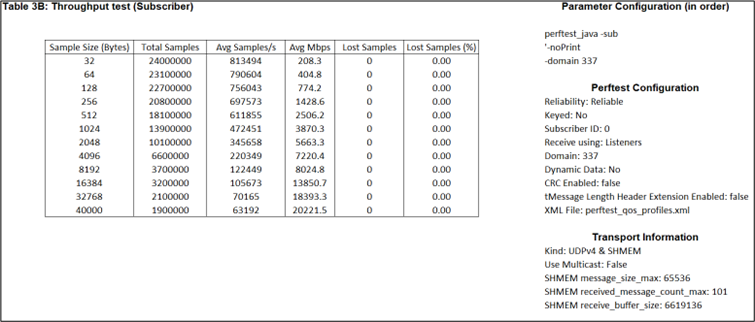 Table 3B: Throughput test (Subscriber)
Sample Size (Bytes) Total Samples Avg Samples/s Avg Mbps Lost Samples Lost Samples (%)
32 24000000 813494 208.3 0 0.00
64 23100000 790604 404.8 0 0.00
128 22700000 756043 774.2 0 0.00
256 20800000 697573 1428.6 0 0.00
512 18100000 611855 2506.2 0 0.00
1024 13900000 472451 3870.3 0 0.00
2048 10100000 345658 5663.3 0 0.00
4096 6600000 220349 7220.4 0 0.00
8192 3700000 122449 8024.8 0 0.00
16384 3200000 105673 13850.7 0 0.00
32768 2100000 70165 18393.3 0 0.00
40000 1900000 63192 20221.5 0 0.00
Parameter Configuration (in order)
perftest_java -sub
'-noPrint
-domain 337
Perftest Configuration
Reliability: Reliable
Keyed: No
Subscriber ID: 0
Receive using: Listeners
Domain: 337
Dynamic Data: No
CRC Enabled: false
tMessage Length Header Extension Enabled: false
XML File: perftest_qos_profiles.xml
Transport Information
Kind: UDPv4 & SHMEM
Use Multicast: False
SHMEM message_size_max: 65536
SHMEM received_message_count_max: 101
SHMEM receive_buffer_size: 6619136